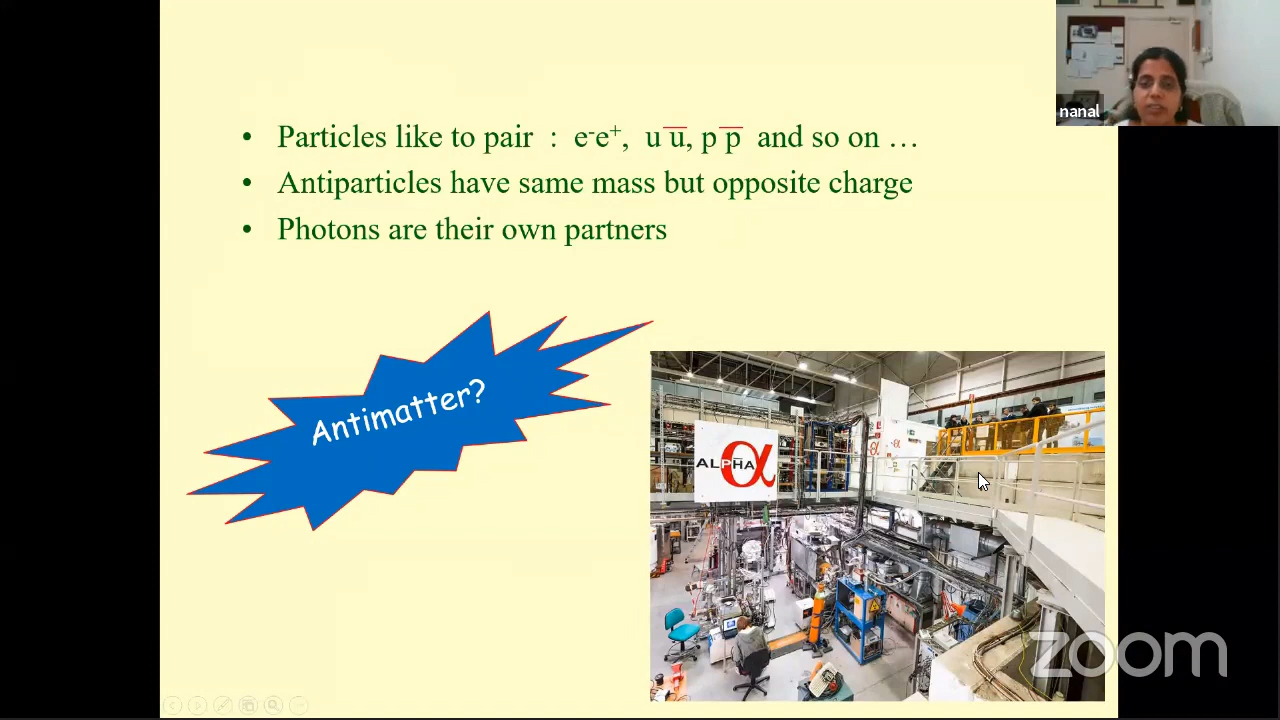 nanal
• Particles like to pair : e⁻e⁺, u u̅, p p̅ and so on …
• Antiparticles have same mass but opposite charge
• Photons are their own partners
Antimatter?
ALPHA
α
zoom